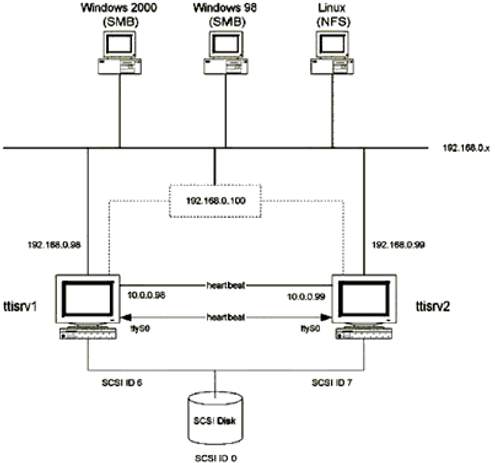 Windows 2000
(SMB)
Windows 98
(SMB)
Linux
(NFS)
192.168.0.x
192.168.0.100
192.168.0.98
192.168.0.99
ttisrv1
heartbeat
10.0.0.98
10.0.0.99
ttisrv2
heartbeat
ttyS0
ttyS0
SCSI ID 6
SCSI ID 7
SCSI Disk
SCSI ID 0